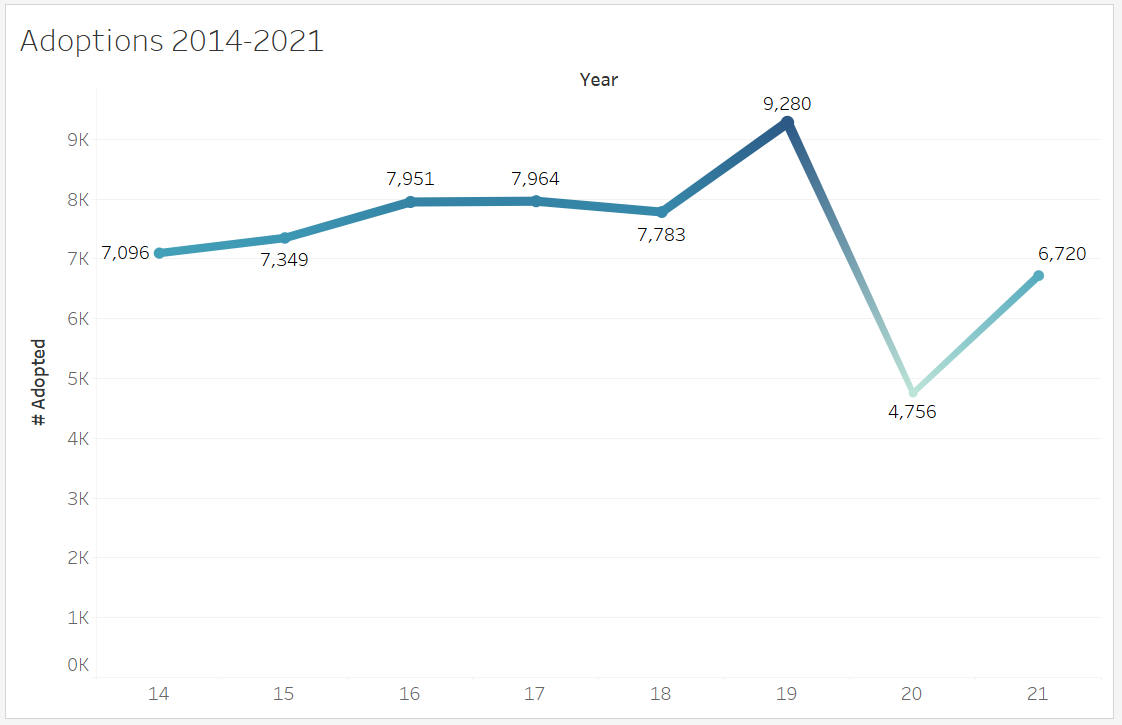 Adoptions 2014-2021
Year
9,280
9K
7,951
7,964
8K
7,783
7,096
7,349
7K
6,720
6K
# Adopted
5K
4,756
4K
3K
2K
1K
0K
14 15 16 17 18 19 20 21